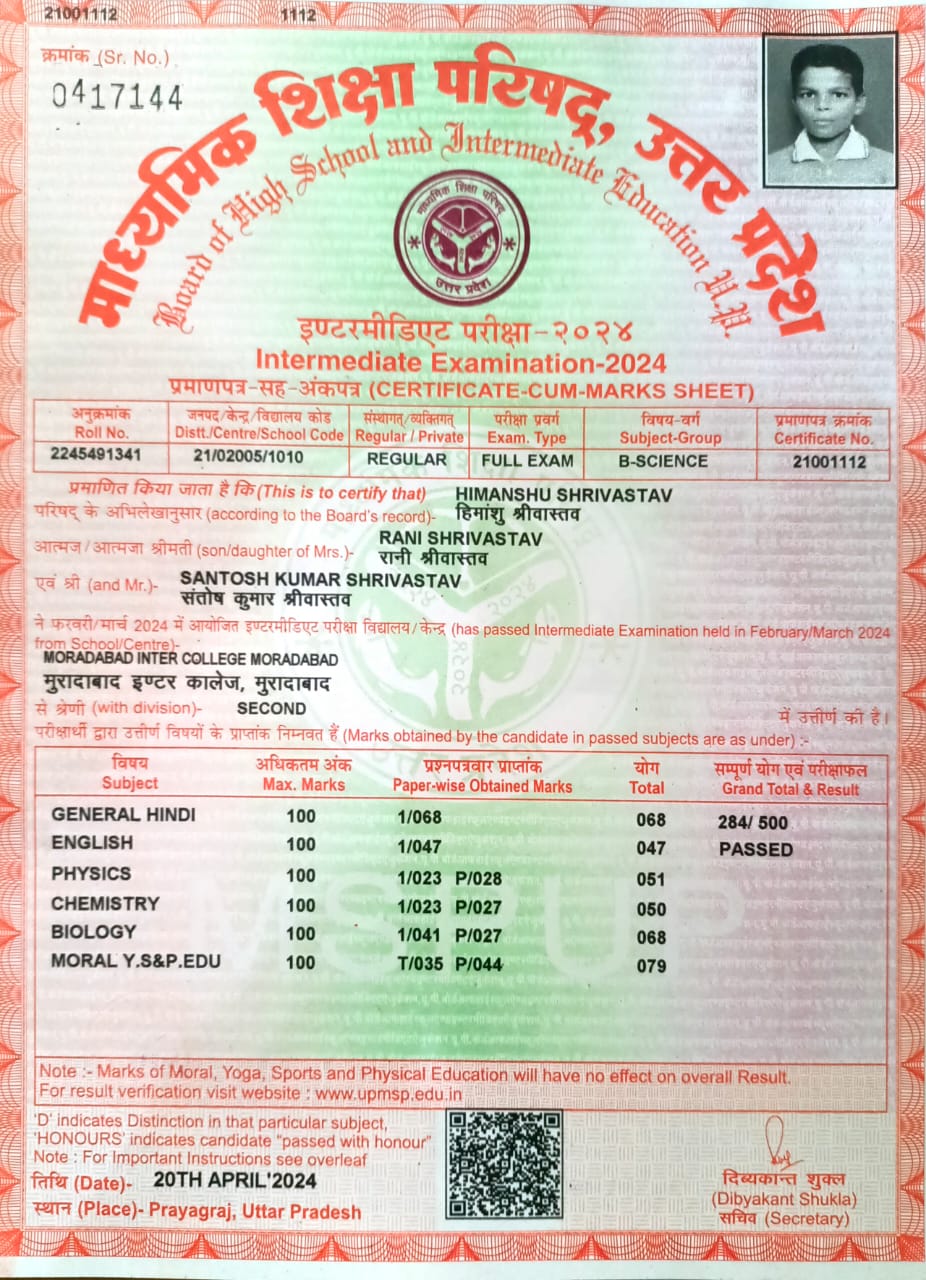 21001112 1112
क्रमांक (Sr. No.)
0417144
माध्यमिक शिक्षा परिषद्, उत्तर प्रदेश
Board of High School and Intermediate Education U.P.
माध्यमिक शिक्षा परिषद्
उत्तर प्रदेश
इण्टरमीडिएट परीक्षा-२०२४
Intermediate Examination-2024
प्रमाणपत्र-सह-अंकपत्र (CERTIFICATE-CUM-MARKS SHEET)
अनुक्रमांक जनपद/केन्द्र/विद्यालय कोड संस्थागत/व्यक्तिगत परीक्षा प्रवर्ग विषय-वर्ग प्रमाणपत्र क्रमांक
Roll No. Distt./Centre/School Code Regular / Private Exam. Type Subject-Group Certificate No.
2245491341 21/02005/1010 REGULAR FULL EXAM B-SCIENCE 21001112
प्रमाणित किया जाता है कि (This is to certify that) HIMANSHU SHRIVASTAV
परिषद् के अभिलेखानुसार (according to the Board's record)- हिमांशु श्रीवास्तव
RANI SHRIVASTAV
आत्मज/आत्मजा श्रीमती (son/daughter of Mrs.)- रानी श्रीवास्तव
एवं श्री (and Mr.)- SANTOSH KUMAR SHRIVASTAV
संतोष कुमार श्रीवास्तव
ने फरवरी/मार्च 2024 में आयोजित इण्टरमीडिएट परीक्षा विद्यालय/केन्द्र (has passed Intermediate Examination held in February/March 2024
from School/Centre)-
MORADABAD INTER COLLEGE MORADABAD
मुरादाबाद इण्टर कालेज, मुरादाबाद
से श्रेणी (with division)- SECOND में उत्तीर्ण की है।
परीक्षार्थी द्वारा उत्तीर्ण विषयों के प्राप्तांक निम्नवत हैं (Marks obtained by the candidate in passed subjects are as under) :-
विषय अधिकतम अंक प्रश्नपत्रवार प्राप्तांक योग सम्पूर्ण योग एवं परीक्षाफल
Subject Max. Marks Paper-wise Obtained Marks Total Grand Total & Result
GENERAL HINDI 100 1/068 068 284/ 500
ENGLISH 100 1/047 047 PASSED
PHYSICS 100 1/023 P/028 051
CHEMISTRY 100 1/023 P/027 050
BIOLOGY 100 1/041 P/027 068
MORAL Y.S&P.EDU 100 T/035 P/044 079
Note :- Marks of Moral, Yoga, Sports and Physical Education will have no effect on overall Result.
For result verification visit website : www.upmsp.edu.in
'D' indicates Distinction in that particular subject,
'HONOURS' indicates candidate "passed with honour"
Note : For Important Instructions see overleaf
तिथि (Date)- 20TH APRIL'2024
स्थान (Place)- Prayagraj, Uttar Pradesh
दिव्यकान्त शुक्ल
(Dibyakant Shukla)
सचिव (Secretary)